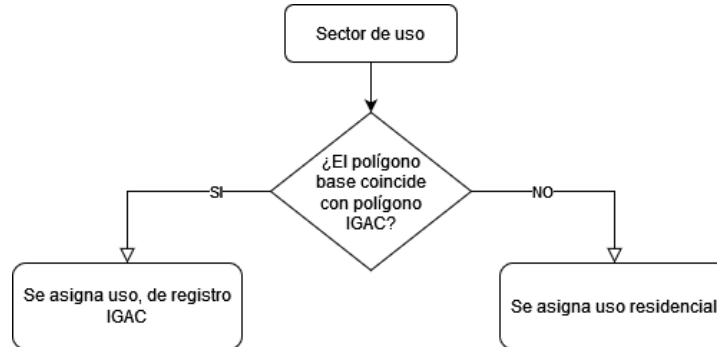 Sector de uso
¿El polígono
base coincide
con polígono
IGAC?
SI
NO
Se asigna uso, de registro
IGAC
Se asigna uso residencial